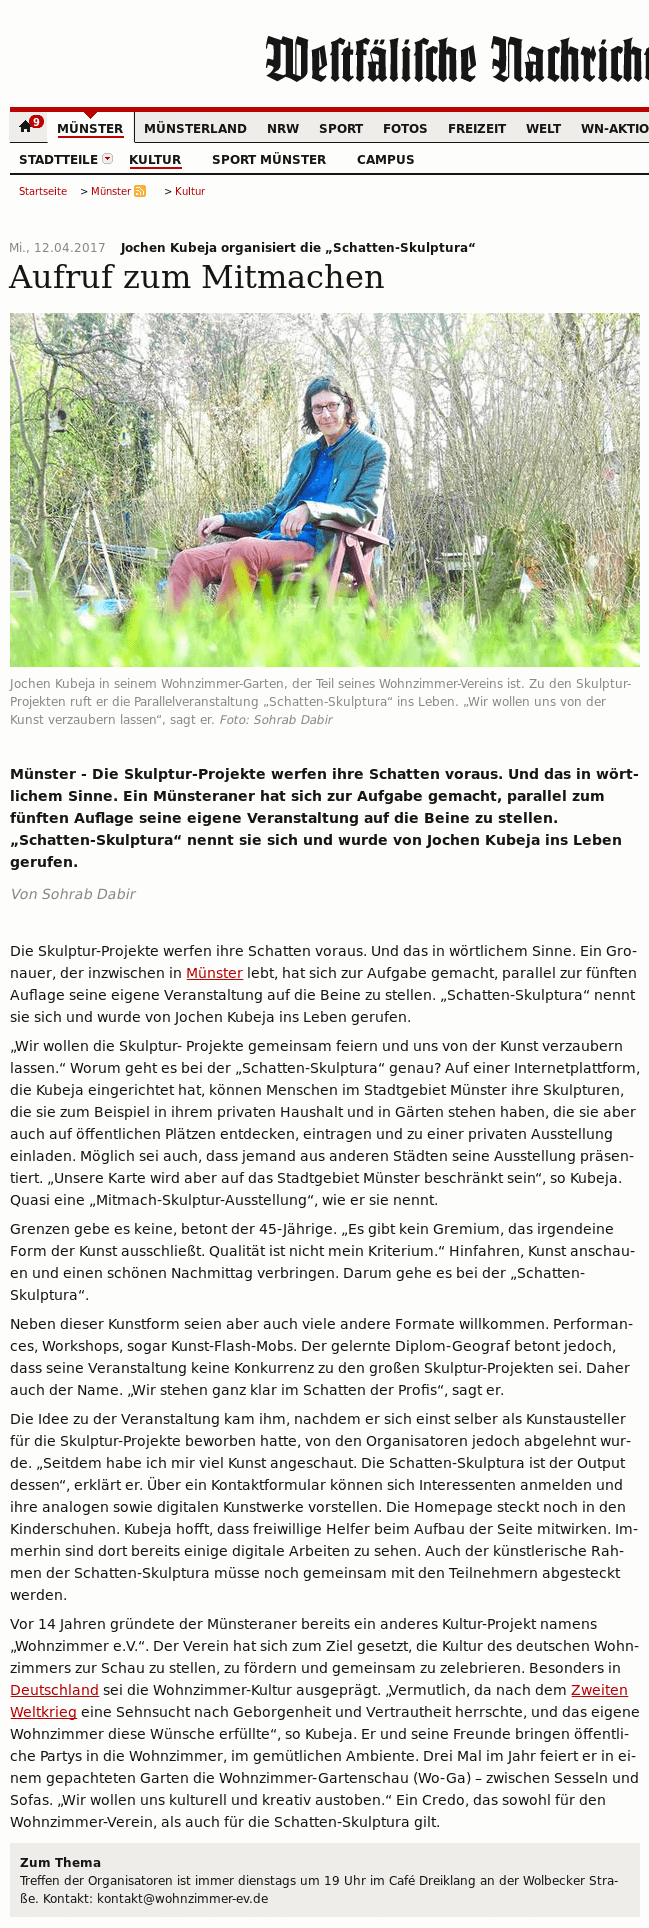 Westfälische Nachricht
9
MÜNSTER MÜNSTERLAND NRW SPORT FOTOS FREIZEIT WELT WN-AKTIO
STADTTEILE KULTUR SPORT MÜNSTER CAMPUS
Startseite > Münster > Kultur
Mi., 12.04.2017 Jochen Kubeja organisiert die „Schatten-Skulptura“
Aufruf zum Mitmachen
Jochen Kubeja in seinem Wohnzimmer-Garten, der Teil seines Wohnzimmer-Vereins ist. Zu den Skulptur-
Projekten ruft er die Parallelveranstaltung „Schatten-Skulptura“ ins Leben. „Wir wollen uns von der
Kunst verzaubern lassen“, sagt er. Foto: Sohrab Dabir
Münster - Die Skulptur-Projekte werfen ihre Schatten voraus. Und das in wört-
lichem Sinne. Ein Münsteraner hat sich zur Aufgabe gemacht, parallel zum
fünften Auflage seine eigene Veranstaltung auf die Beine zu stellen.
„Schatten-Skulptura“ nennt sie sich und wurde von Jochen Kubeja ins Leben
gerufen.
Von Sohrab Dabir
Die Skulptur-Projekte werfen ihre Schatten voraus. Und das in wörtlichem Sinne. Ein Gro-
nauer, der inzwischen in Münster lebt, hat sich zur Aufgabe gemacht, parallel zur fünften
Auflage seine eigene Veranstaltung auf die Beine zu stellen. „Schatten-Skulptura“ nennt
sie sich und wurde von Jochen Kubeja ins Leben gerufen.
„Wir wollen die Skulptur- Projekte gemeinsam feiern und uns von der Kunst verzaubern
lassen.“ Worum geht es bei der „Schatten-Skulptura“ genau? Auf einer Internetplattform,
die Kubeja eingerichtet hat, können Menschen im Stadtgebiet Münster ihre Skulpturen,
die sie zum Beispiel in ihrem privaten Haushalt und in Gärten stehen haben, die sie aber
auch auf öffentlichen Plätzen entdecken, eintragen und zu einer privaten Ausstellung
einladen. Möglich sei auch, dass jemand aus anderen Städten seine Ausstellung präsen-
tiert. „Unsere Karte wird aber auf das Stadtgebiet Münster beschränkt sein“, so Kubeja.
Quasi eine „Mitmach-Skulptur-Ausstellung“, wie er sie nennt.
Grenzen gebe es keine, betont der 45-Jährige. „Es gibt kein Gremium, das irgendeine
Form der Kunst ausschließt. Qualität ist nicht mein Kriterium.“ Hinfahren, Kunst anschau-
en und einen schönen Nachmittag verbringen. Darum gehe es bei der „Schatten-
Skulptura“.
Neben dieser Kunstform seien aber auch viele andere Formate willkommen. Performan-
ces, Workshops, sogar Kunst-Flash-Mobs. Der gelernte Diplom-Geograf betont jedoch,
dass seine Veranstaltung keine Konkurrenz zu den großen Skulptur-Projekten sei. Daher
auch der Name. „Wir stehen ganz klar im Schatten der Profis“, sagt er.
Die Idee zu der Veranstaltung kam ihm, nachdem er sich einst selber als Kunstausteller
für die Skulptur-Projekte beworben hatte, von den Organisatoren jedoch abgelehnt wur-
de. „Seitdem habe ich mir viel Kunst angeschaut. Die Schatten-Skulptura ist der Output
dessen“, erklärt er. Über ein Kontaktformular können sich Interessenten anmelden und
ihre analogen sowie digitalen Kunstwerke vorstellen. Die Homepage steckt noch in den
Kinderschuhen. Kubeja hofft, dass freiwillige Helfer beim Aufbau der Seite mitwirken. Im-
merhin sind dort bereits einige digitale Arbeiten zu sehen. Auch der künstlerische Rah-
men der Schatten-Skulptura müsse noch gemeinsam mit den Teilnehmern abgesteckt
werden.
Vor 14 Jahren gründete der Münsteraner bereits ein anderes Kultur-Projekt namens
„Wohnzimmer e.V.“. Der Verein hat sich zum Ziel gesetzt, die Kultur des deutschen Wohn-
zimmers zur Schau zu stellen, zu fördern und gemeinsam zu zelebrieren. Besonders in
Deutschland sei die Wohnzimmer-Kultur ausgeprägt. „Vermutlich, da nach dem Zweiten
Weltkrieg eine Sehnsucht nach Geborgenheit und Vertrautheit herrschte, und das eigene
Wohnzimmer diese Wünsche erfüllte“, so Kubeja. Er und seine Freunde bringen öffentli-
che Partys in die Wohnzimmer, im gemütlichen Ambiente. Drei Mal im Jahr feiert er in ei-
nem gepachteten Garten die Wohnzimmer-Gartenschau (Wo-Ga) – zwischen Sesseln und
Sofas. „Wir wollen uns kulturell und kreativ austoben.“ Ein Credo, das sowohl für den
Wohnzimmer-Verein, als auch für die Schatten-Skulptura gilt.
Zum Thema
Treffen der Organisatoren ist immer dienstags um 19 Uhr im Café Dreiklang an der Wolbecker Stra-
ße. Kontakt: kontakt@wohnzimmer-ev.de